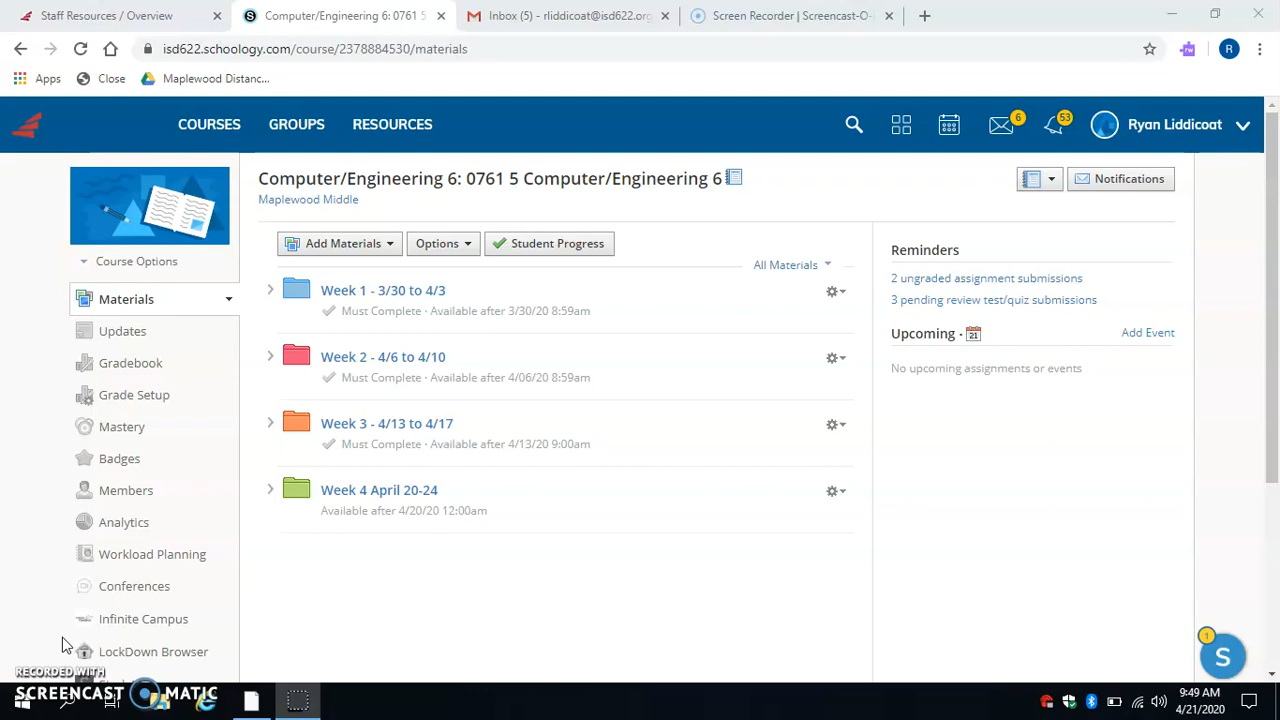 Staff Resources / Overview
Computer/Engineering 6: 0761 5
Inbox (5) - rliddicoat@isd622.org
Screen Recorder | Screencast-O-
isd622.schoology.com/course/2378884530/materials
R
Apps
Close
Maplewood Distanc...
COURSES
GROUPS
RESOURCES
6
53
Ryan Liddicoat
Computer/Engineering 6: 0761 5 Computer/Engineering 6
Maplewood Middle
Notifications
Add Materials
Options
Student Progress
All Materials
Course Options
Materials
Updates
Gradebook
Grade Setup
Mastery
Badges
Members
Analytics
Workload Planning
Conferences
Infinite Campus
LockDown Browser
Week 1 - 3/30 to 4/3
Must Complete · Available after 3/30/20 8:59am
Week 2 - 4/6 to 4/10
Must Complete · Available after 4/06/20 8:59am
Week 3 - 4/13 to 4/17
Must Complete · Available after 4/13/20 9:00am
Week 4 April 20-24
Available after 4/20/20 12:00am
Reminders
2 ungraded assignment submissions
3 pending review test/quiz submissions
Upcoming ·
21
Add Event
No upcoming assignments or events
1
S
RECORDED WITH
SCREENCAST MATIC
9:49 AM
4/21/2020